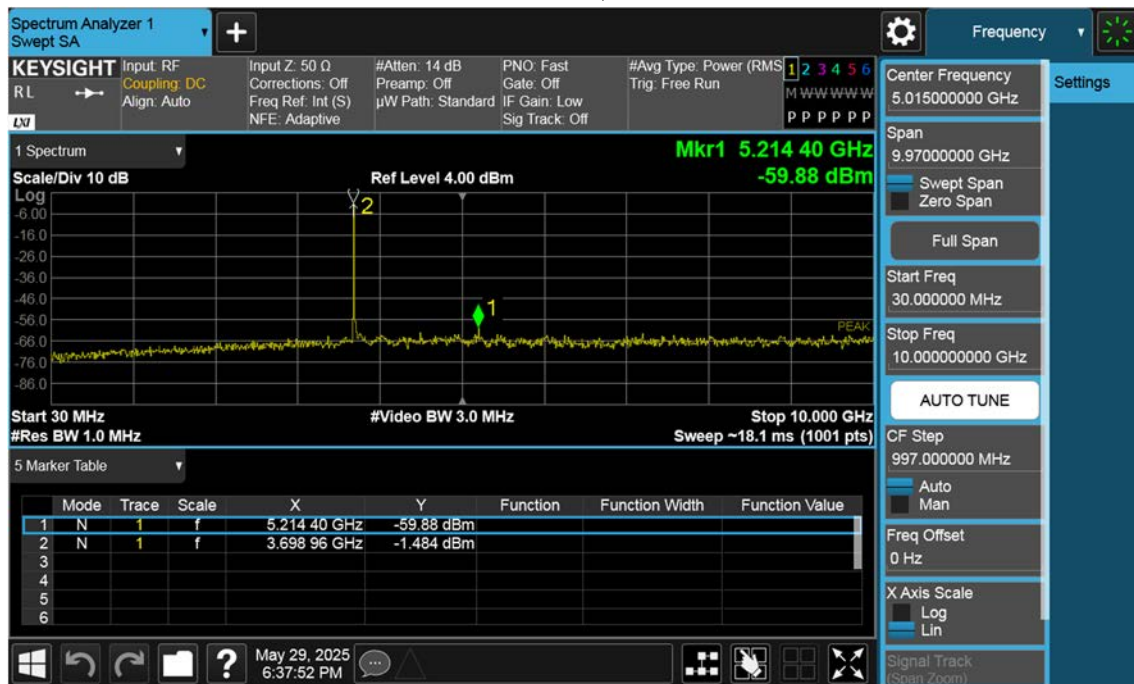 Spectrum Analyzer 1
Swept SA
+
Frequency
KEYSIGHT
RL
LXI
Input: RF
Coupling: DC
Align: Auto
Input Z: 50 Ω
Corrections: Off
Freq Ref: Int (S)
NFE: Adaptive
#Atten: 14 dB
Preamp: Off
µW Path: Standard
PNO: Fast
Gate: Off
IF Gain: Low
Sig Track: Off
#Avg Type: Power (RMS
Trig: Free Run
1 2 3 4 5 6
M W W W W W
P P P P P P
1 Spectrum
Scale/Div 10 dB
Ref Level 4.00 dBm
Mkr1 5.214 40 GHz
-59.88 dBm
Log
-6.00
-16.0
-26.0
-36.0
-46.0
-56.0
-66.0
-76.0
-86.0
2
1
PEAK
Start 30 MHz
#Video BW 3.0 MHz
Stop 10.000 GHz
#Res BW 1.0 MHz
Sweep ~18.1 ms (1001 pts)
5 Marker Table
Mode Trace Scale X Y Function Function Width Function Value
1 N 1 f 5.214 40 GHz -59.88 dBm
2 N 1 f 3.698 96 GHz -1.484 dBm
3
4
5
6
?
May 29, 2025
6:37:52 PM
Center Frequency
5.015000000 GHz
Span
9.97000000 GHz
Swept Span
Zero Span
Full Span
Start Freq
30.000000 MHz
Stop Freq
10.000000000 GHz
AUTO TUNE
CF Step
997.000000 MHz
Auto
Man
Freq Offset
0 Hz
X Axis Scale
Log
Lin
Signal Track
(Span Zoom)
Settings